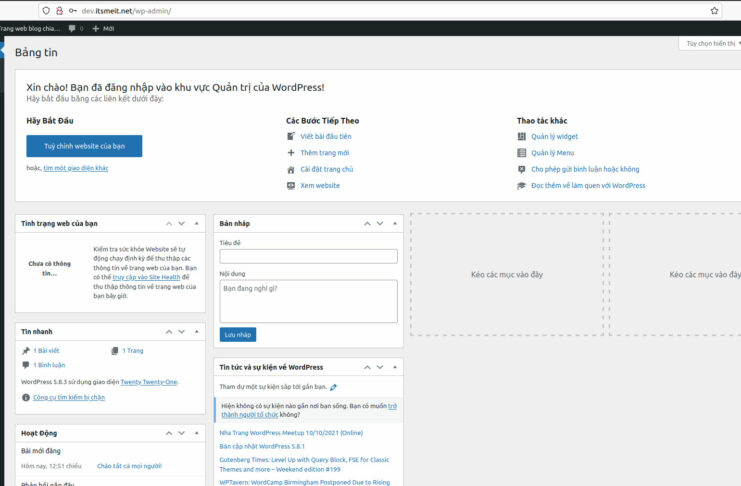 dev.itsmeit.net/wp-admin/
Trang web blog chia... 0 + Mới
Tùy chọn hiển thị
Bảng tin
Xin chào! Bạn đã đăng nhập vào khu vực Quản trị của WordPress!
Hãy bắt đầu bằng các liên kết dưới đây:
Hãy Bắt Đầu
Tuỳ chỉnh website của bạn
hoặc, tìm một giao diện khác
Các Bước Tiếp Theo
Viết bài đầu tiên
Thêm trang mới
Cài đặt trang chủ
Xem website
Thao tác khác
Quản lý widget
Quản lý Menu
Cho phép gửi bình luận hoặc không
Đọc thêm về làm quen với WordPress
Tình trạng web của bạn
Chưa có thông
tin...
Kiểm tra sức khỏe Website sẽ tự
động chạy định kỳ để thu thập các
thông tin về trang web của bạn. Bạn
có thể truy cập vào Site Health để
thu thập thông tin về trang web của
bạn bây giờ.
Tin nhanh
1 Bài viết
1 Trang
1 Bình luận
WordPress 5.8.3 sử dụng giao diện Twenty Twenty-One.
Công cụ tìm kiếm bị chặn
Hoạt Động
Bài mới đăng
Hôm nay, 12:51 chiều Chào tất cả mọi người!
Phản hồi gần đây
Bản nháp
Tiêu đề
Nội dung
Bạn đang nghĩ gì?
Lưu nháp
Tin tức và sự kiện về WordPress
Tham dự một sự kiện sắp tới gần bạn.
Hiện không có sự kiện nào gần nơi bạn sống. Bạn có muốn trở
thành người tổ chức không?
Nha Trang WordPress Meetup 10/10/2021 (Online)
Bản cập nhật WordPress 5.8.1
Gutenberg Times: Level Up with Query Block, FSE for Classic
Themes and more – Weekend edition #199
WPTavern: WordCamp Birmingham Postponed Due to Rising
Kéo các mục vào đây
Kéo các mục vào đây